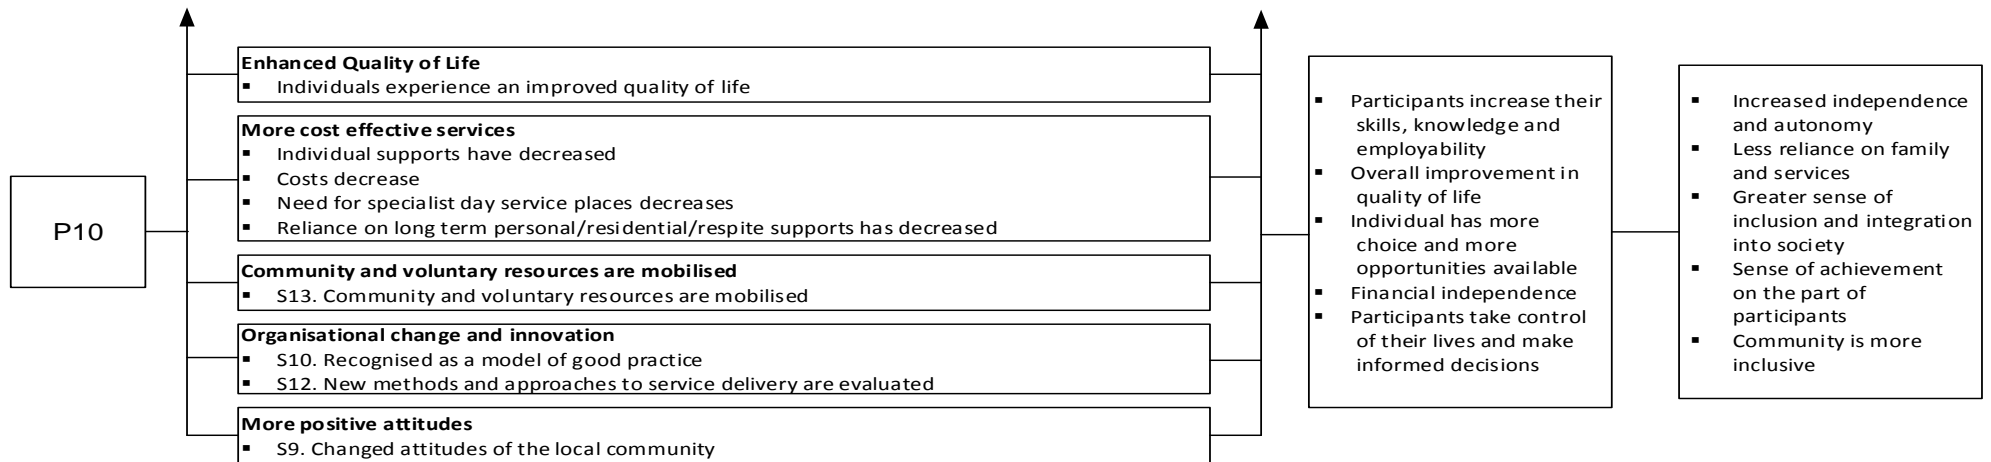 P10
Enhanced Quality of Life
▪ Individuals experience an improved quality of life
More cost effective services
▪ Individual supports have decreased
▪ Costs decrease
▪ Need for specialist day service places decreases
▪ Reliance on long term personal/residential/respite supports has decreased
Community and voluntary resources are mobilised
▪ S13. Community and voluntary resources are mobilised
Organisational change and innovation
▪ S10. Recognised as a model of good practice
▪ S12. New methods and approaches to service delivery are evaluated
More positive attitudes
▪ S9. Changed attitudes of the local community
▪ Participants increase their
skills, knowledge and
employability
▪ Overall improvement in
quality of life
▪ Individual has more
choice and more
opportunities available
▪ Financial independence
▪ Participants take control
of their lives and make
informed decisions
▪ Increased independence
and autonomy
▪ Less reliance on family
and services
▪ Greater sense of
inclusion and integration
into society
▪ Sense of achievement
on the part of
participants
▪ Community is more
inclusive